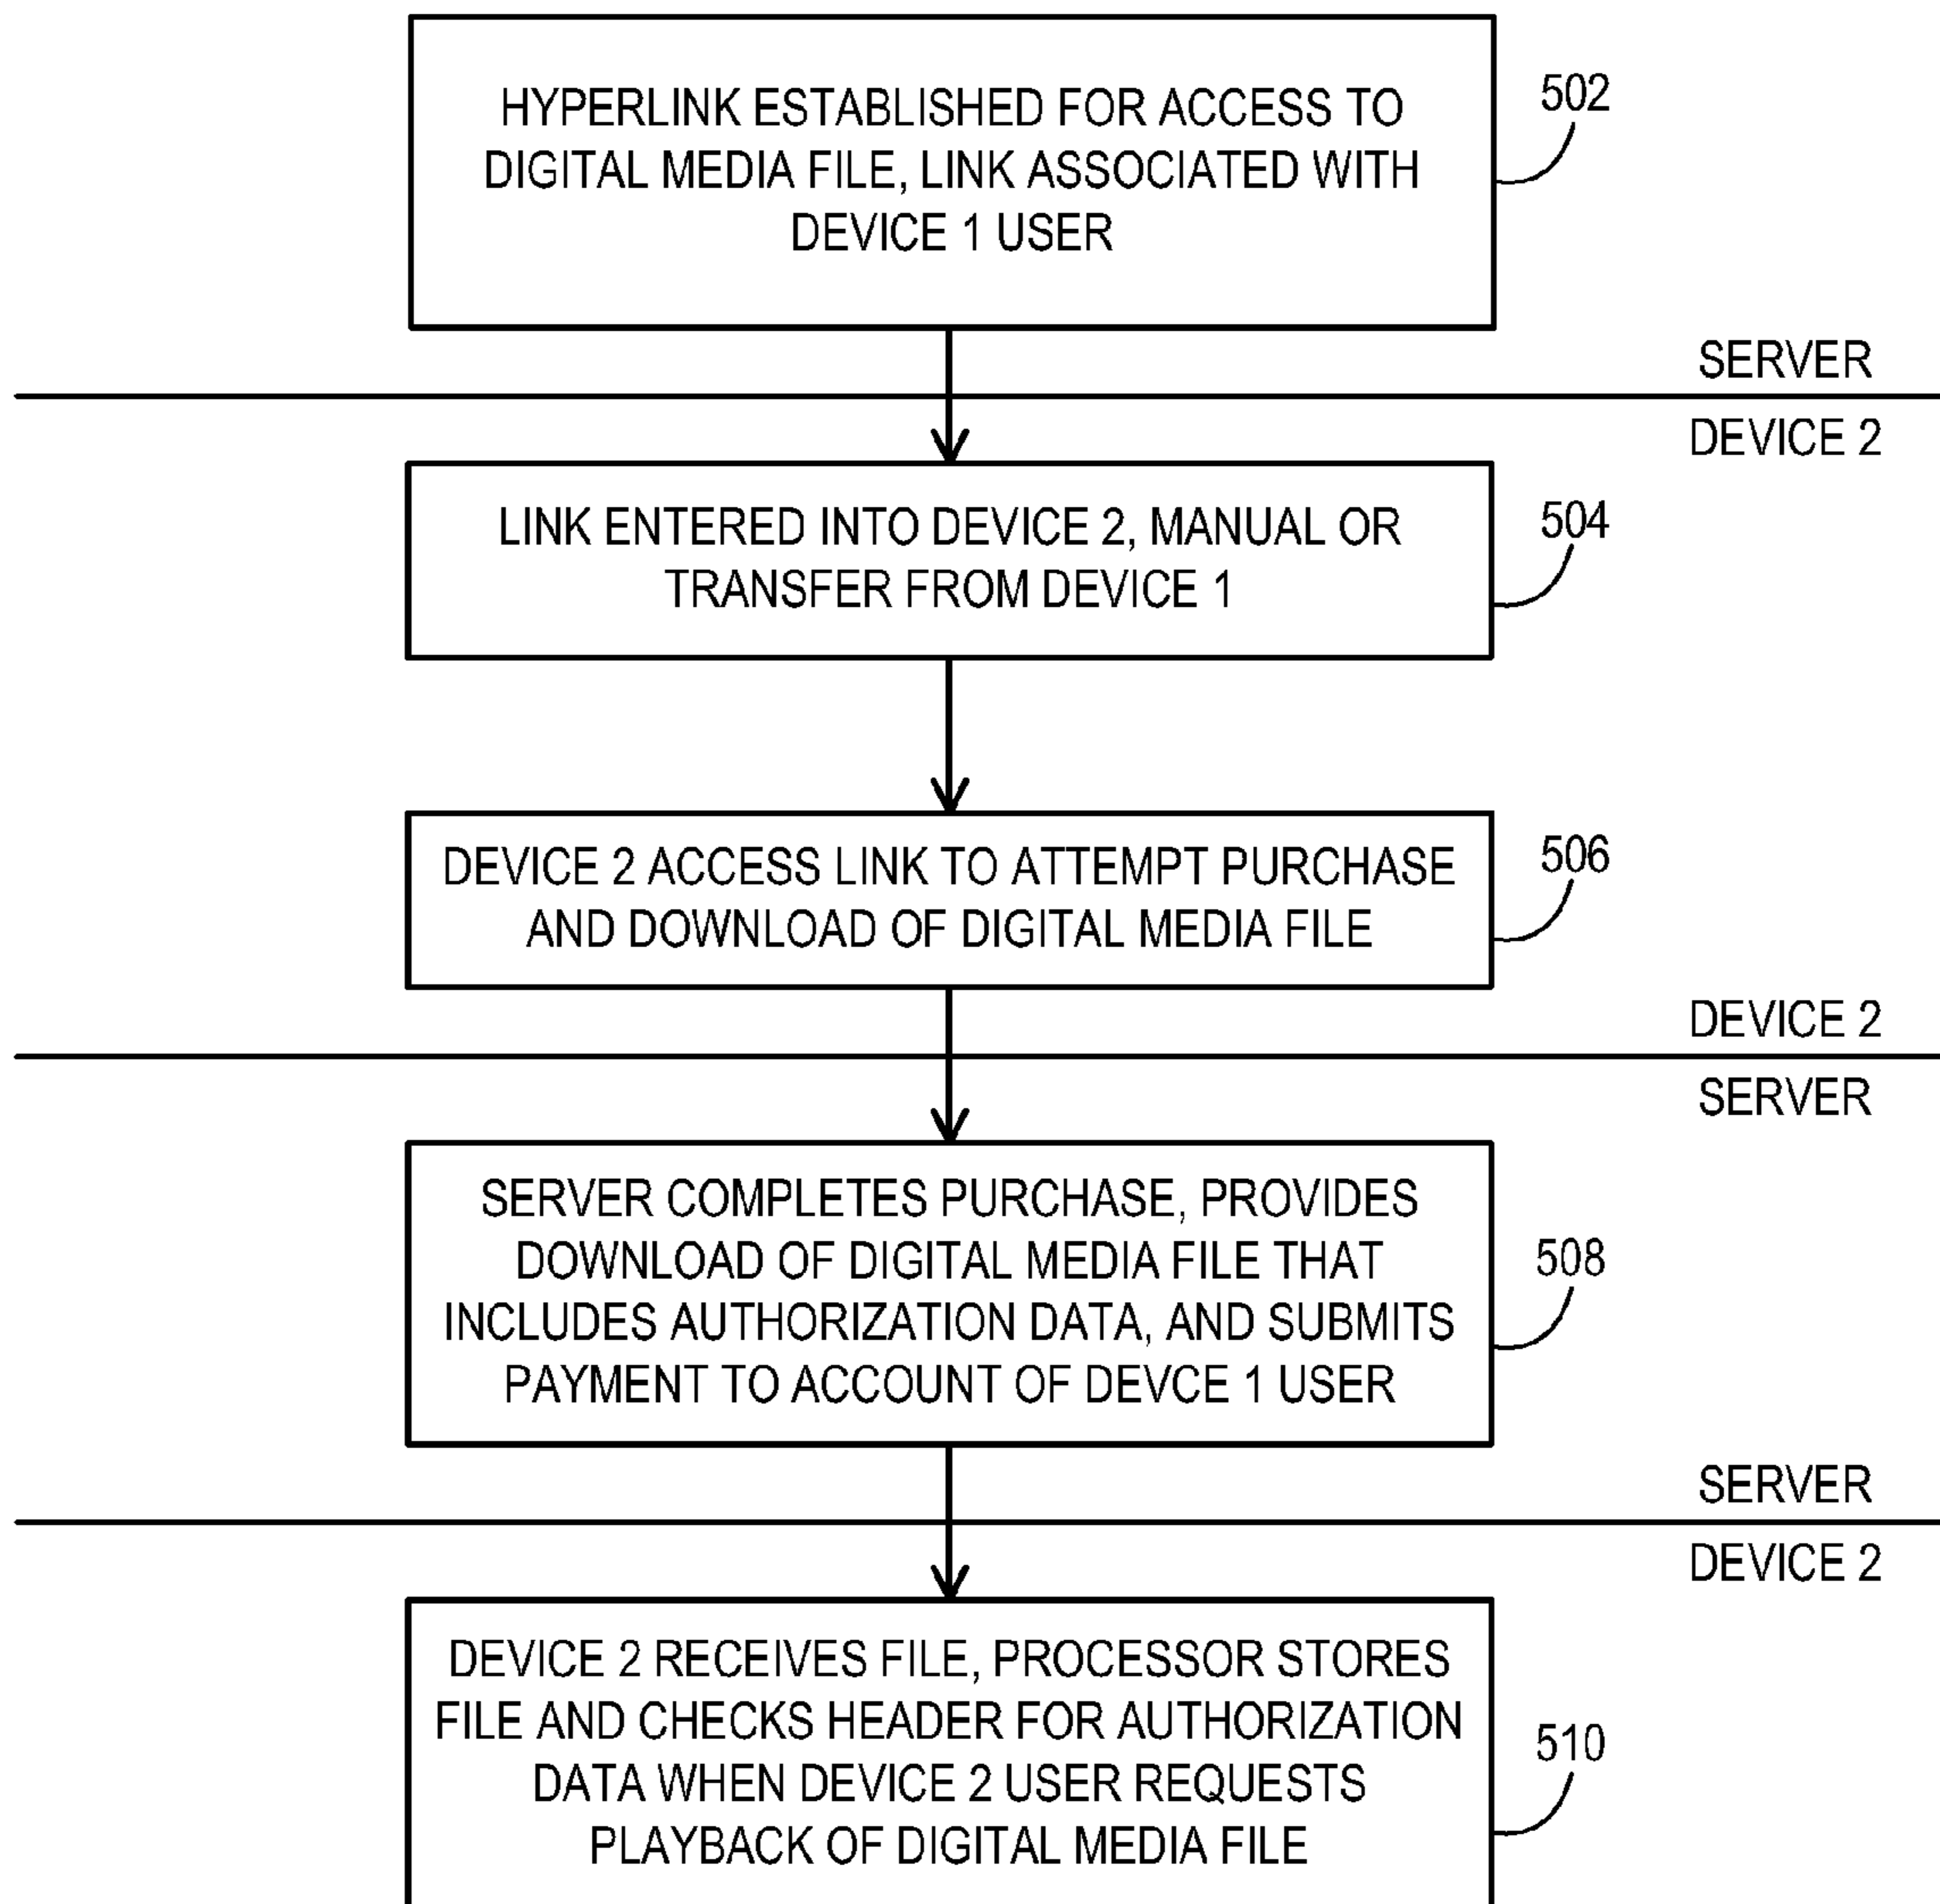 HYPERLINK ESTABLISHED FOR ACCESS TO
DIGITAL MEDIA FILE, LINK ASSOCIATED WITH
DEVICE 1 USER
502
SERVER
DEVICE 2
LINK ENTERED INTO DEVICE 2, MANUAL OR
TRANSFER FROM DEVICE 1
504
DEVICE 2 ACCESS LINK TO ATTEMPT PURCHASE
AND DOWNLOAD OF DIGITAL MEDIA FILE
506
DEVICE 2
SERVER
SERVER COMPLETES PURCHASE, PROVIDES
DOWNLOAD OF DIGITAL MEDIA FILE THAT
INCLUDES AUTHORIZATION DATA, AND SUBMITS
PAYMENT TO ACCOUNT OF DEVCE 1 USER
508
SERVER
DEVICE 2
DEVICE 2 RECEIVES FILE, PROCESSOR STORES
FILE AND CHECKS HEADER FOR AUTHORIZATION
DATA WHEN DEVICE 2 USER REQUESTS
PLAYBACK OF DIGITAL MEDIA FILE
510